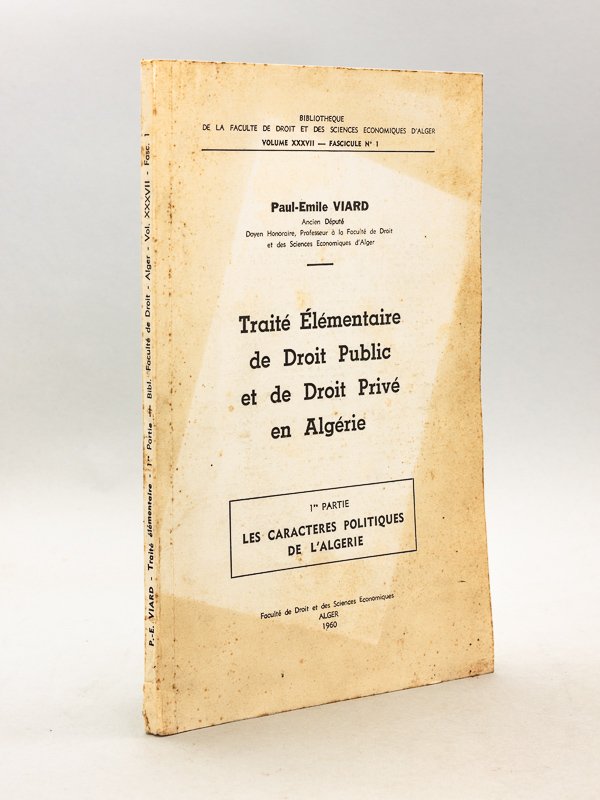 BIBLIOTHEQUE
DE LA FACULTE DE DROIT ET DES SCIENCES ECONOMIQUES D'ALGER
VOLUME XXXVII — FASCICULE N° 1
Paul-Emile VIARD
Ancien Député
Doyen Honoraire, Professeur à la Faculté de Droit
et des Sciences Economiques d'Alger
Traité Élémentaire
de Droit Public
et de Droit Privé
en Algérie
1re PARTIE
LES CARACTERES POLITIQUES
DE L'ALGERIE
Faculté de Droit et des Sciences Economiques
ALGER
1960
P.-E. VIARD - Traité élémentaire - 1re Partie — Bibl. Faculté de Droit - Alger - Vol. XXXVII - Fasc. 1